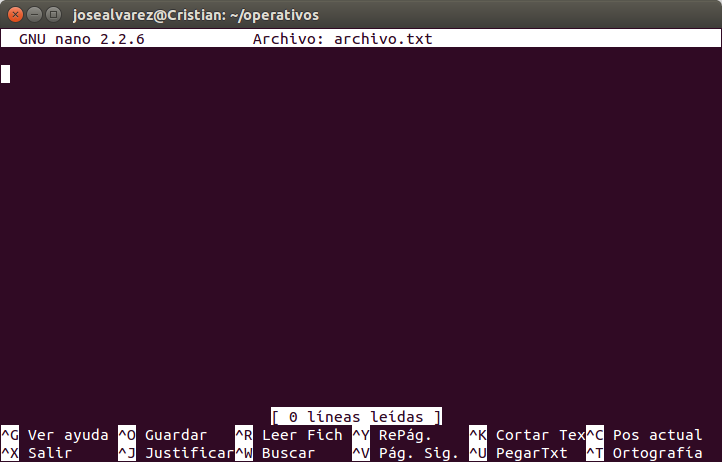 josealvarez@Cristian: ~/operativos
GNU nano 2.2.6 Archivo: archivo.txt
[ 0 líneas leídas ]
^G Ver ayuda ^O Guardar ^R Leer Fich ^Y RePág. ^K Cortar Tex ^C Pos actual
^X Salir ^J Justificar ^W Buscar ^V Pág. Sig. ^U PegarTxt ^T Ortografía